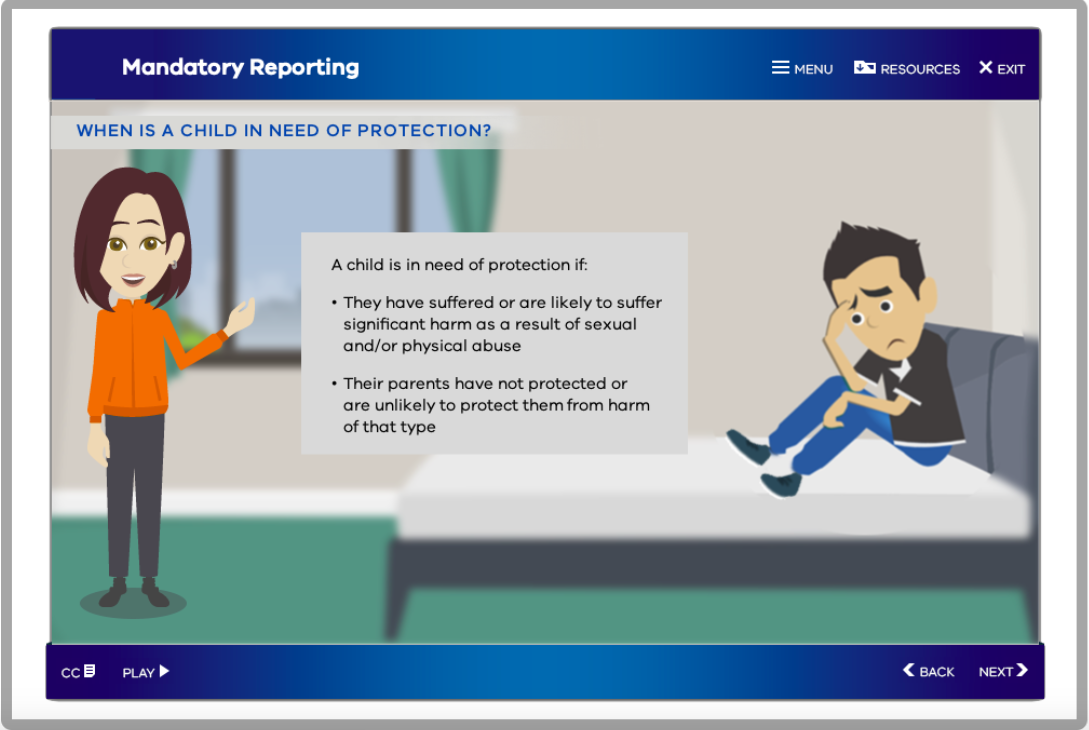 Mandatory Reporting
MENU
RESOURCES
EXIT
WHEN IS A CHILD IN NEED OF PROTECTION?
A child is in need of protection if:
• They have suffered or are likely to suffer
significant harm as a result of sexual
and/or physical abuse
• Their parents have not protected or
are unlikely to protect them from harm
of that type
CC
PLAY
BACK
NEXT